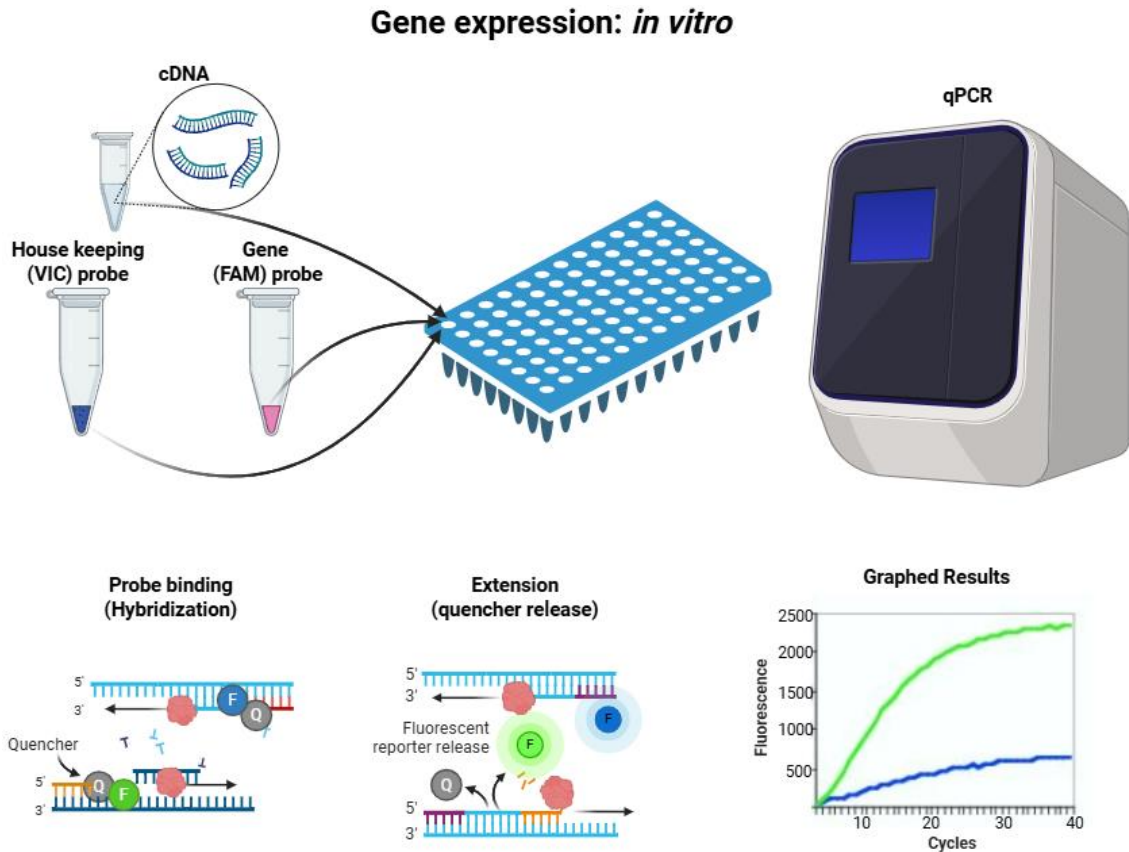 Gene expression: in vitro
cDNA
qPCR
House keeping
(VIC) probe
Gene
(FAM) probe
Probe binding
(Hybridization)
5'
3'
F
Q
Quencher
5'
3'
Q
F
Extension
(quencher release)
5'
3'
F
Fluorescent
reporter release
F
Q
5'
3'
Graphed Results
Fluorescence
2500
2000
1500
1000
500
10
20
30
40
Cycles